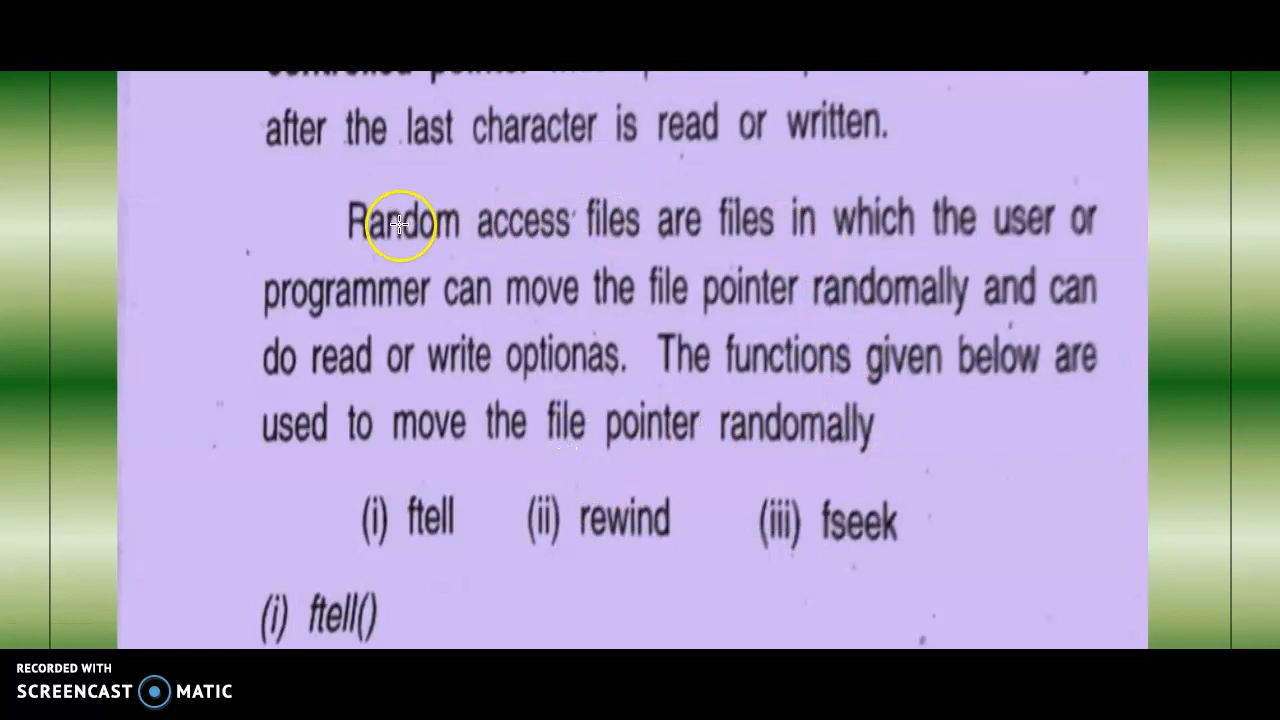 after the last character is read or written.
Random access files are files in which the user or
programmer can move the file pointer randomally and can
do read or write optionas. The functions given below are
used to move the file pointer randomally
(i) ftell (ii) rewind (iii) fseek
(i) ftell()
RECORDED WITH
SCREENCAST MATIC